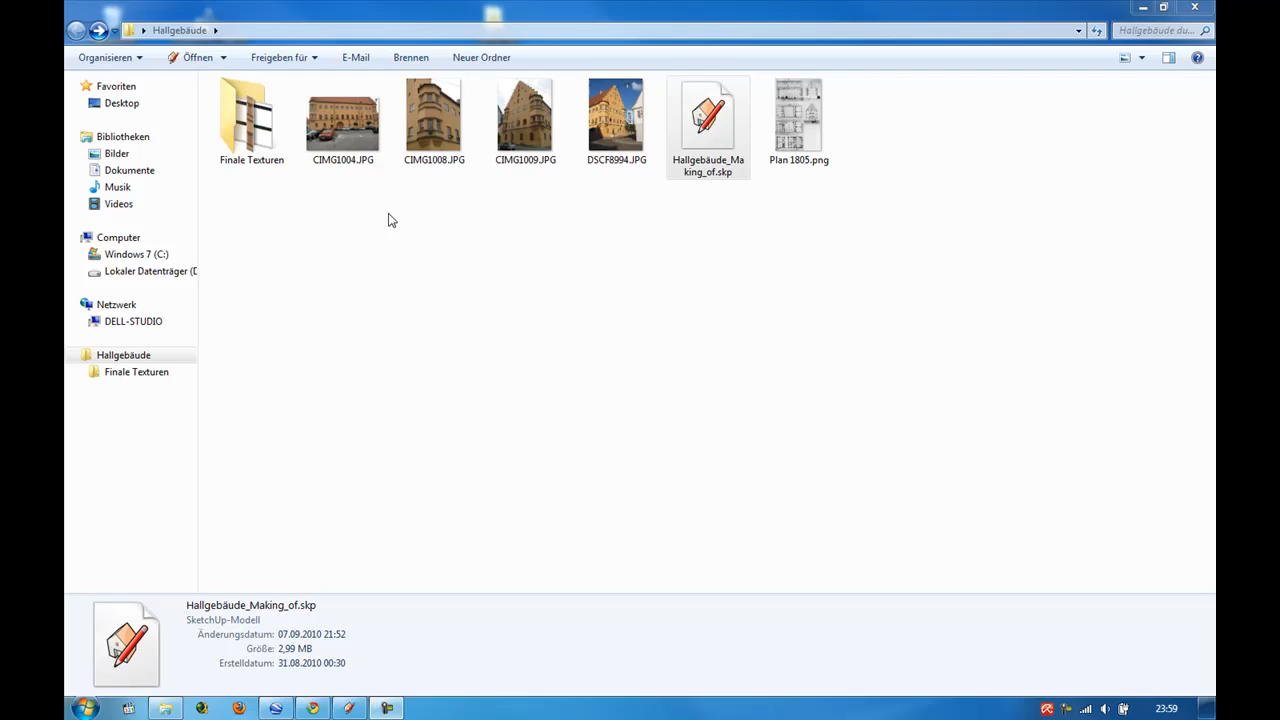 Hallgebäude
Hallgebäude du...
Organisieren
Öffnen
Freigeben für
E-Mail
Brennen
Neuer Ordner
Favoriten
Desktop
Bibliotheken
Bilder
Dokumente
Musik
Videos
Computer
Windows 7 (C:)
Lokaler Datenträger (D
Netzwerk
DELL-STUDIO
Hallgebäude
Finale Texturen
Finale Texturen
CIMG1004.JPG
CIMG1008.JPG
CIMG1009.JPG
DSCF8994.JPG
Hallgebäude_Ma
king_of.skp
Plan 1805.png
Hallgebäude_Making_of.skp
SketchUp-Modell
Änderungsdatum: 07.09.2010 21:52
Größe: 2,99 MB
Erstelldatum: 31.08.2010 00:30
23:59